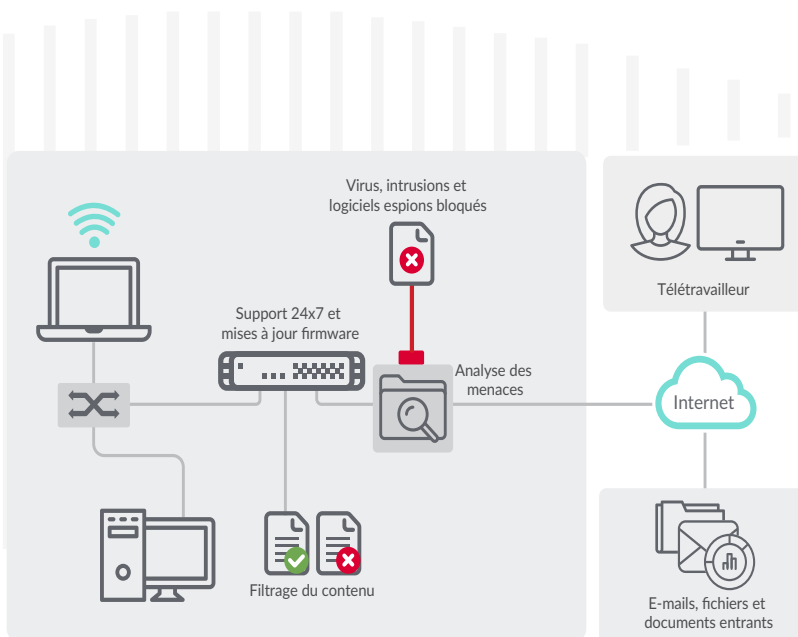 Virus, intrusions et
logiciels espions bloqués
Support 24x7 et
mises à jour firmware
Analyse des
menaces
Filtrage du contenu
Télétravailleur
Internet
E-mails, fichiers et
documents entrants